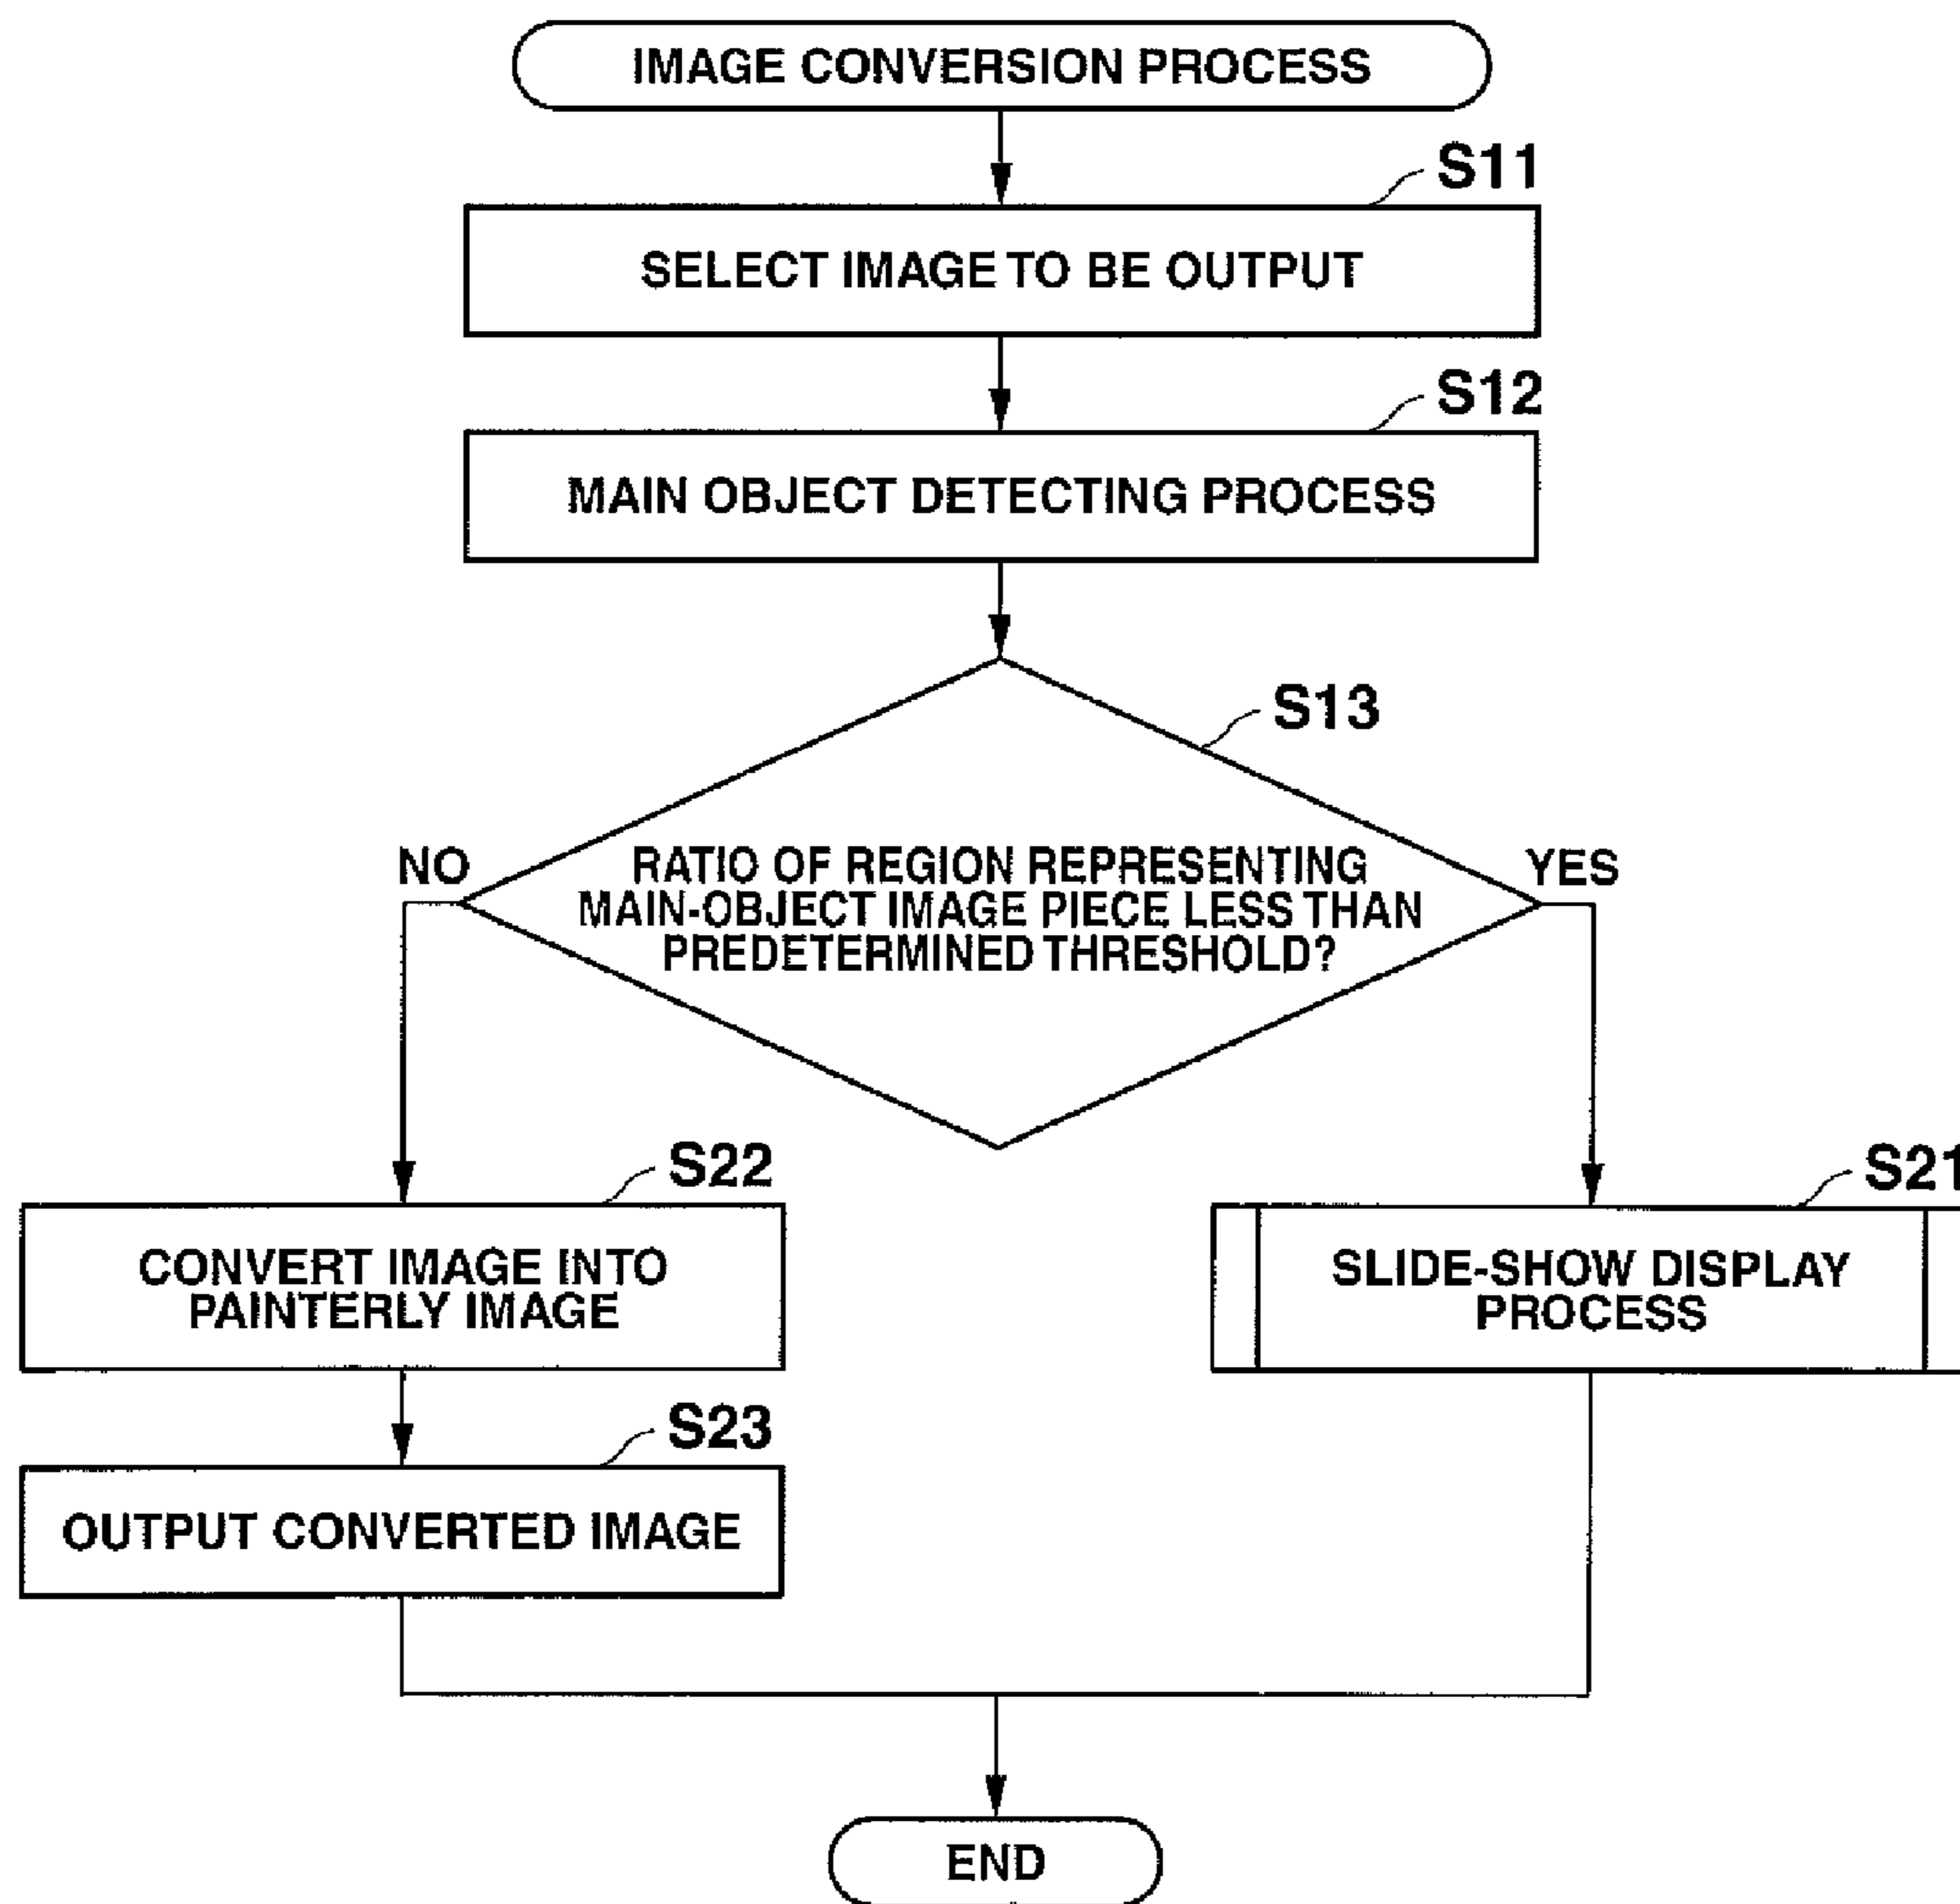 IMAGE CONVERSION PROCESS
S11
SELECT IMAGE TO BE OUTPUT
S12
MAIN OBJECT DETECTING PROCESS
S13
NO
RATIO OF REGION REPRESENTING
MAIN-OBJECT IMAGE PIECE LESS THAN
PREDETERMINED THRESHOLD?
YES
S22
CONVERT IMAGE INTO
PAINTERLY IMAGE
S21
SLIDE-SHOW DISPLAY
PROCESS
S23
OUTPUT CONVERTED IMAGE
END